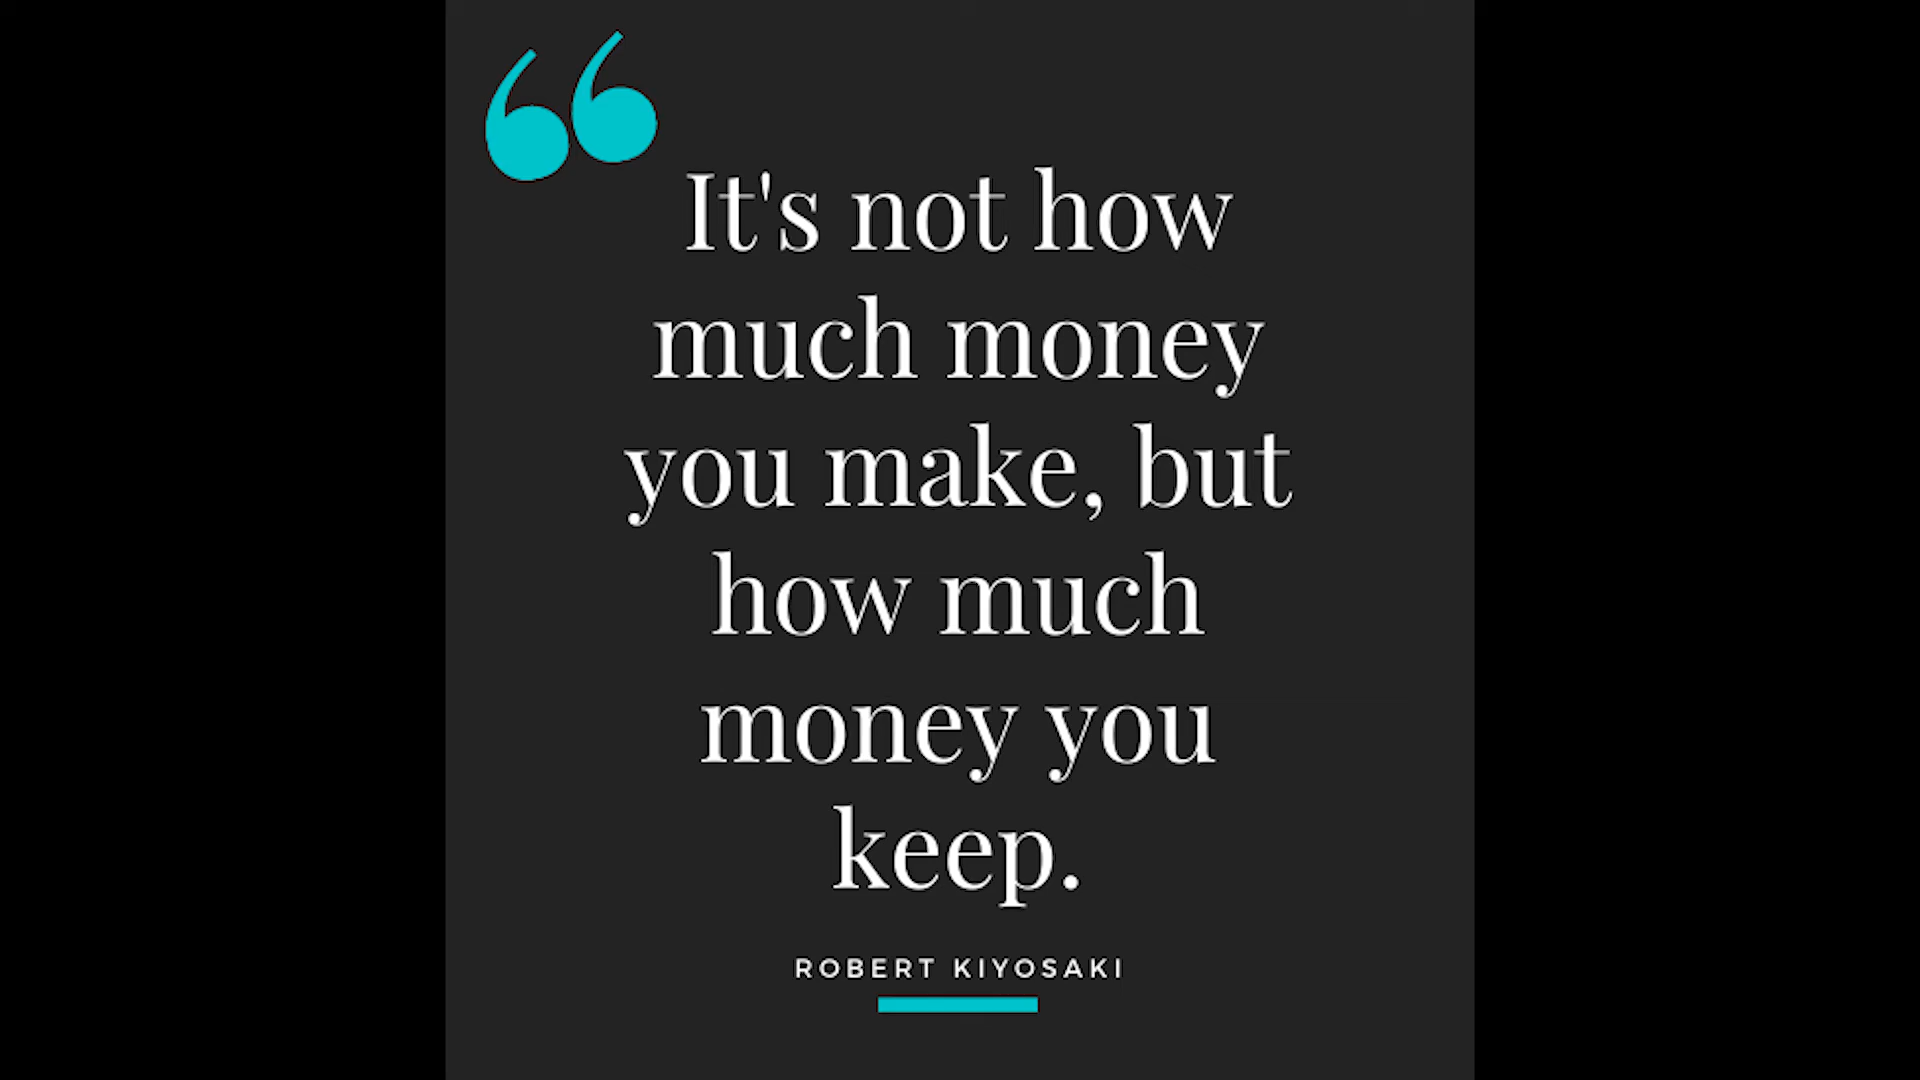 It's not how
much money
you make, but
how much
money you
keep.
ROBERT KIYOSAKI